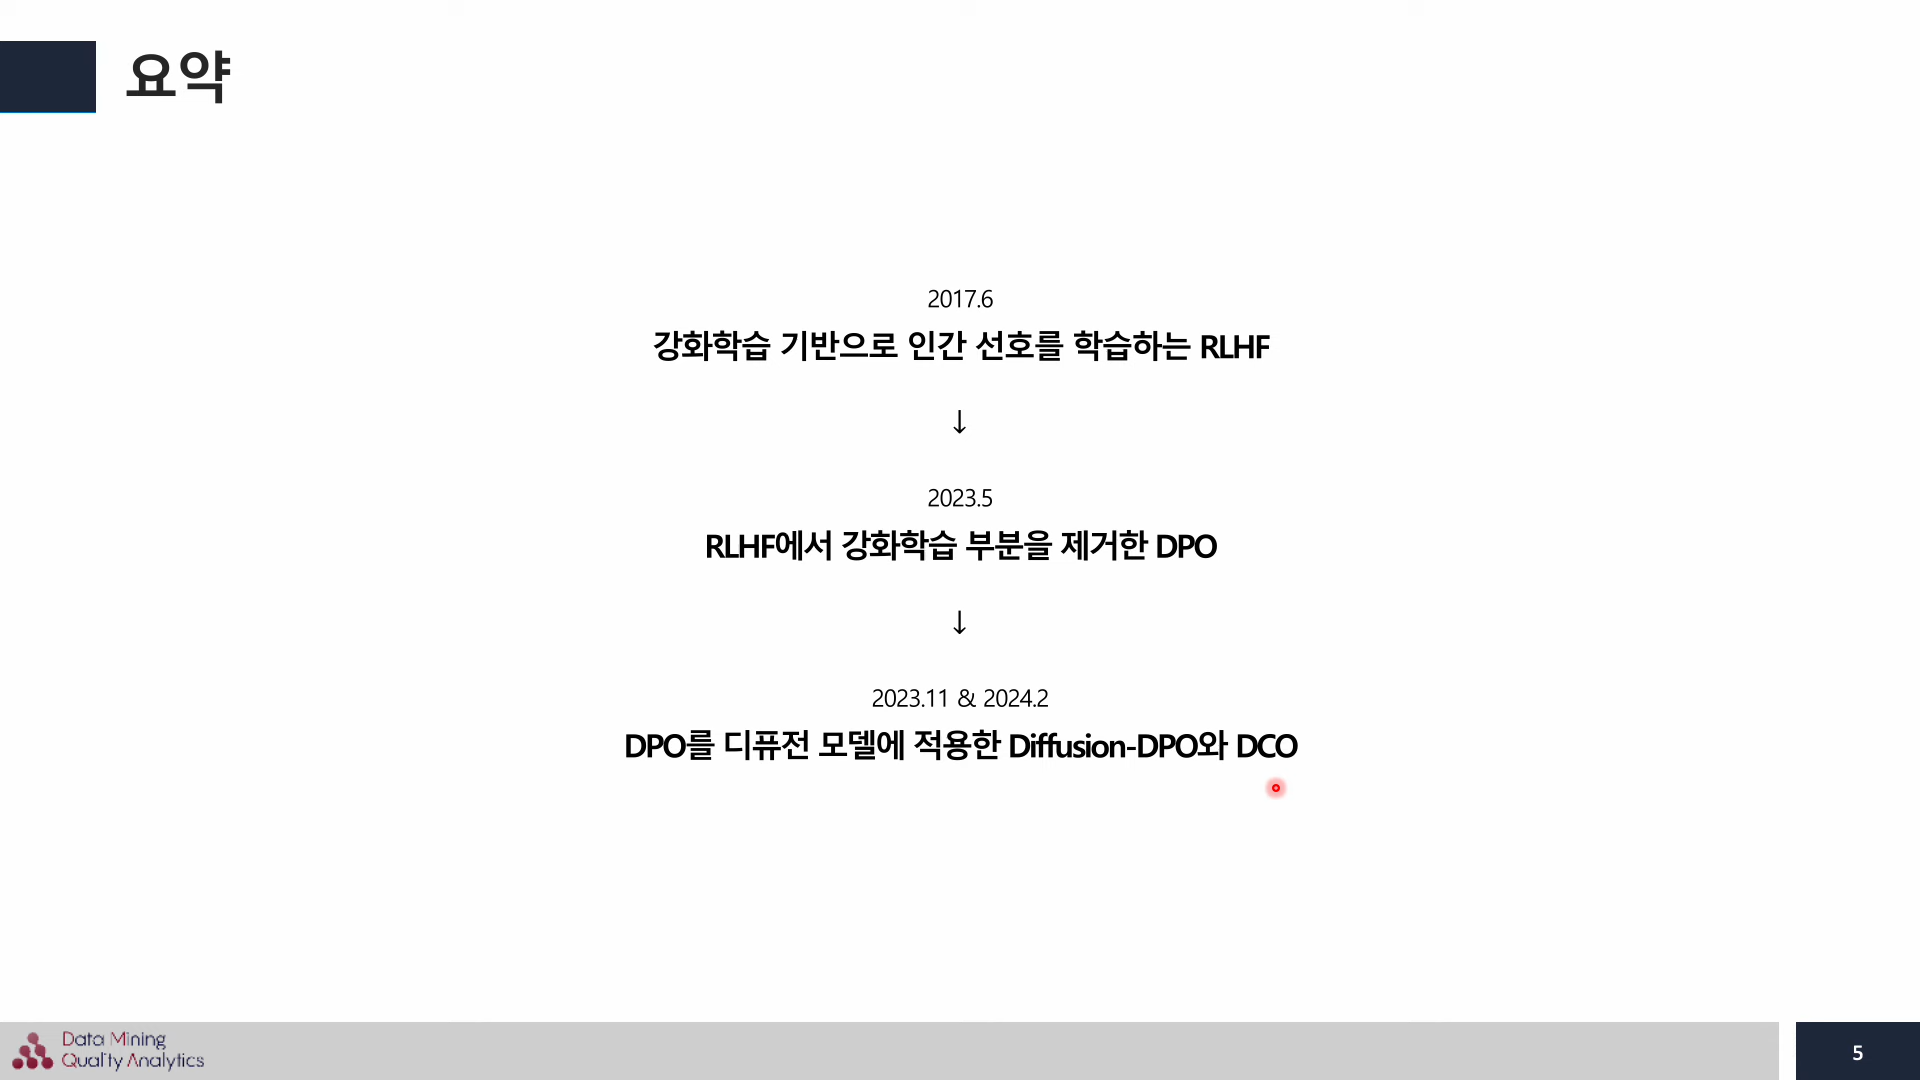 요약
2017.6
강화학습 기반으로 인간 선호를 학습하는 RLHF
↓
2023.5
RLHF에서 강화학습 부분을 제거한 DPO
↓
2023.11 & 2024.2
DPO를 디퓨전 모델에 적용한 Diffusion-DPO와 DCO
Data Mining
Quality Analytics
5